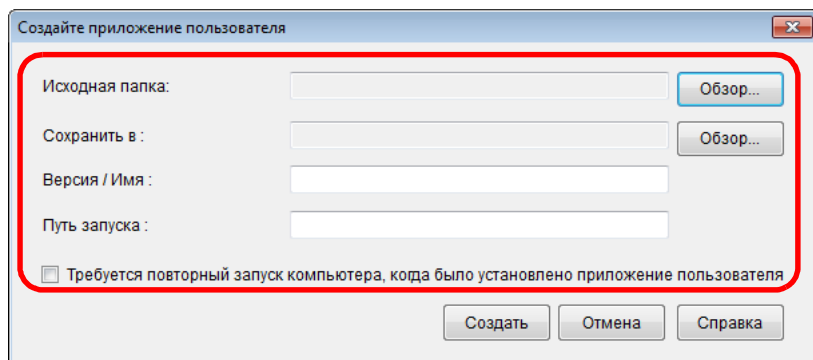 Создайте приложение пользователя
Исходная папка:
Обзор...
Сохранить в :
Обзор...
Версия / Имя :
Путь запуска :
Требуется повторный запуск компьютера, когда было установлено приложение пользователя
Создать Отмена Справка